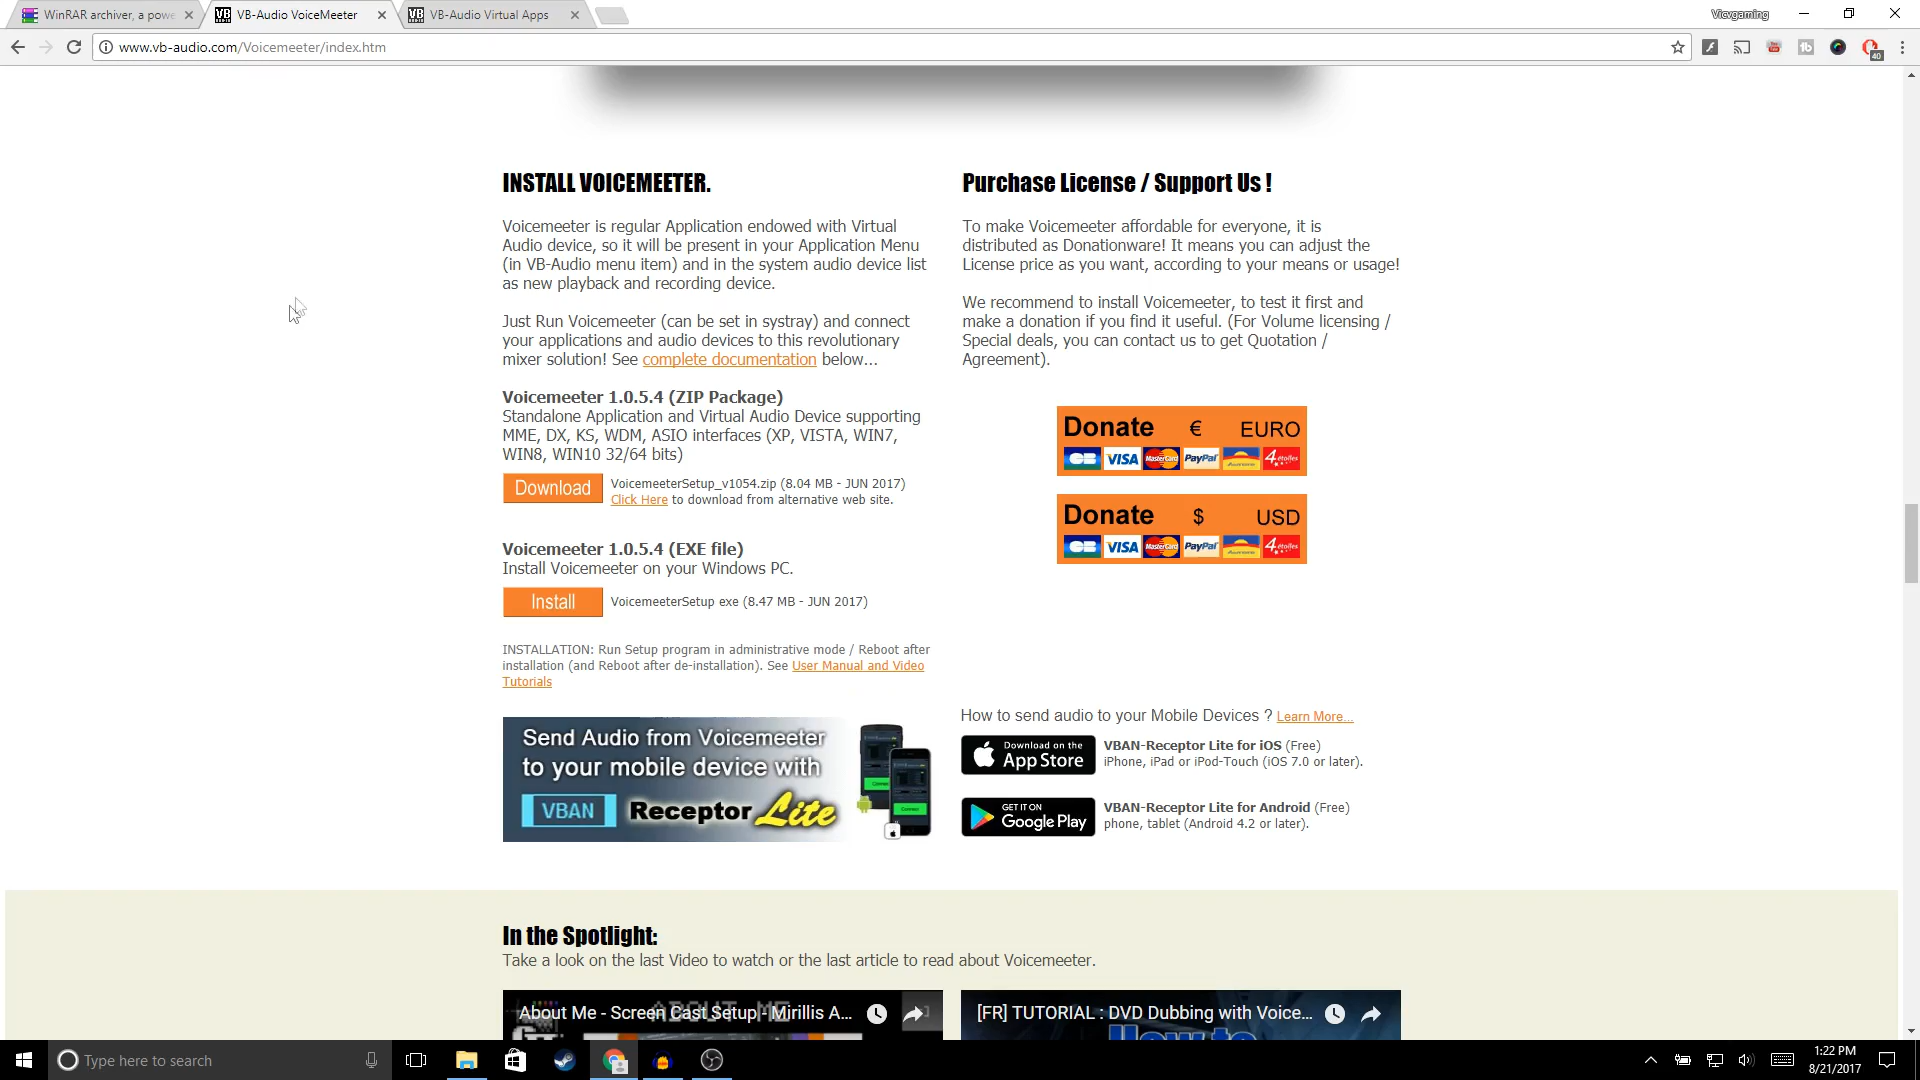 WinRAR archiver, a powe
VB-Audio VoiceMeeter
VB-Audio Virtual Apps
Vicvgaming
www.vb-audio.com/Voicemeeter/index.htm
40
INSTALL VOICEMEETER.
Voicemeeter is regular Application endowed with Virtual
Audio device, so it will be present in your Application Menu
(in VB-Audio menu item) and in the system audio device list
as new playback and recording device.
Just Run Voicemeeter (can be set in systray) and connect
your applications and audio devices to this revolutionary
mixer solution! See complete documentation below...
Voicemeeter 1.0.5.4 (ZIP Package)
Standalone Application and Virtual Audio Device supporting
MME, DX, KS, WDM, ASIO interfaces (XP, VISTA, WIN7,
WIN8, WIN10 32/64 bits)
Download
VoicemeeterSetup_v1054.zip (8.04 MB - JUN 2017)
Click Here to download from alternative web site.
Voicemeeter 1.0.5.4 (EXE file)
Install Voicemeeter on your Windows PC.
Install
VoicemeeterSetup exe (8.47 MB - JUN 2017)
INSTALLATION: Run Setup program in administrative mode / Reboot after
installation (and Reboot after de-installation). See User Manual and Video
Tutorials
Purchase License / Support Us !
To make Voicemeeter affordable for everyone, it is
distributed as Donationware! It means you can adjust the
License price as you want, according to your means or usage!
We recommend to install Voicemeeter, to test it first and
make a donation if you find it useful. (For Volume licensing /
Special deals, you can contact us to get Quotation /
Agreement).
Donate € EURO
CB VISA MasterCard PayPal 4étoiles
Donate $ USD
CB VISA MasterCard PayPal 4étoiles
Send Audio from Voicemeeter
to your mobile device with
VBAN Receptor Lite
How to send audio to your Mobile Devices ? Learn More...
Download on the
App Store
VBAN-Receptor Lite for iOS (Free)
iPhone, iPad or iPod-Touch (iOS 7.0 or later).
GET IT ON
Google Play
VBAN-Receptor Lite for Android (Free)
phone, tablet (Android 4.2 or later).
In the Spotlight:
Take a look on the last Video to watch or the last article to read about Voicemeeter.
About Me - Screen Cast Setup - Mirillis A...
ABOUT ME
[FR] TUTORIAL : DVD Dubbing with Voice...
How to
Type here to search
1:22 PM
8/21/2017